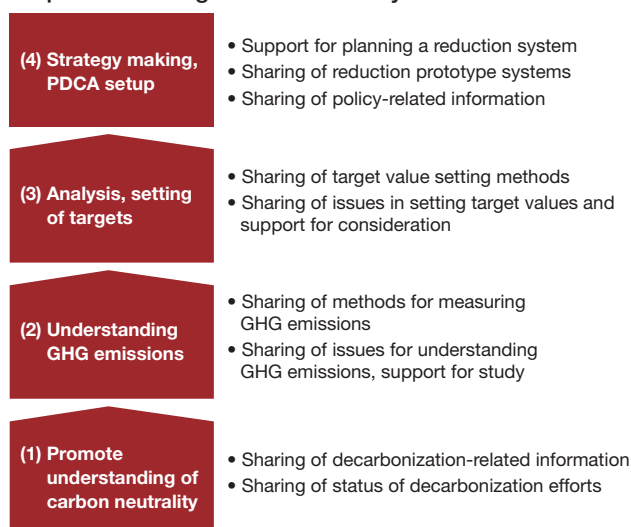 (4) Strategy making,
PDCA setup
• Support for planning a reduction system
• Sharing of reduction prototype systems
• Sharing of policy-related information
(3) Analysis, setting
of targets
• Sharing of target value setting methods
• Sharing of issues in setting target values and
support for consideration
(2) Understanding
GHG emissions
• Sharing of methods for measuring
GHG emissions
• Sharing of issues for understanding
GHG emissions, support for study
(1) Promote
understanding of
carbon neutrality
• Sharing of decarbonization-related information
• Sharing of status of decarbonization efforts